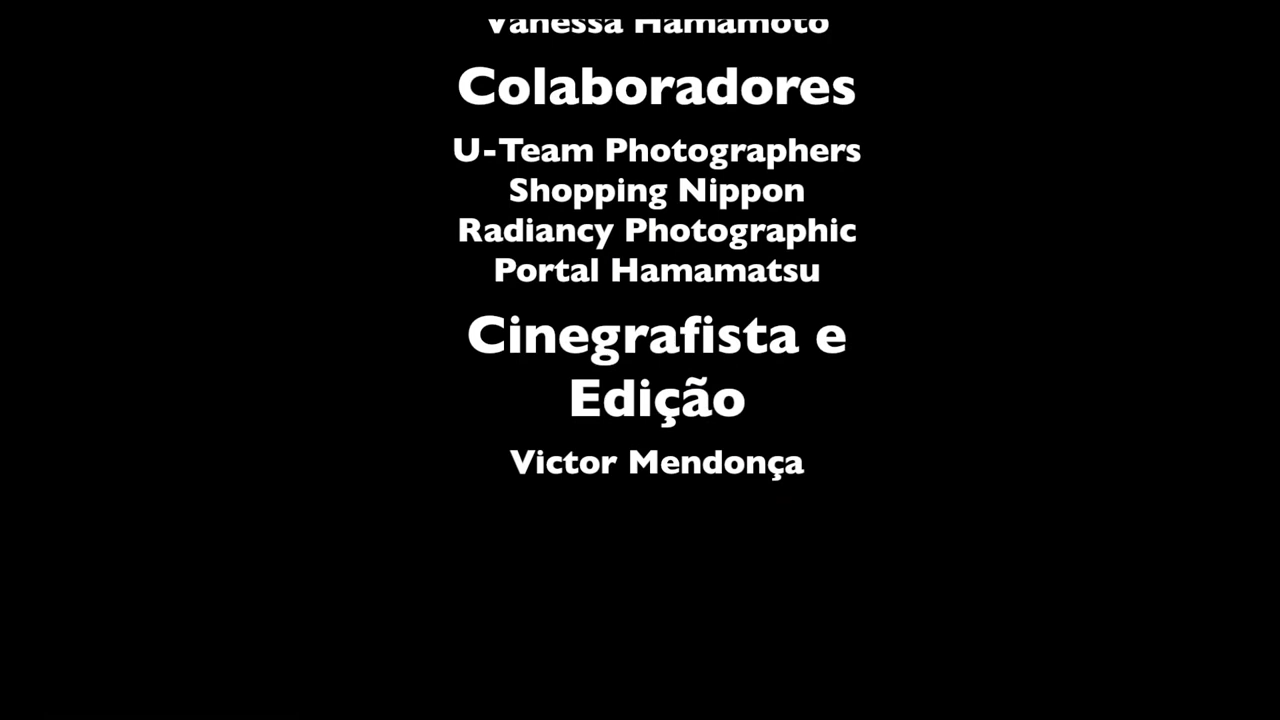 Vanessa Hamamoto
Colaboradores
U-Team Photographers
Shopping Nippon
Radiancy Photographic
Portal Hamamatsu
Cinegrafista e
Edição
Victor Mendonça